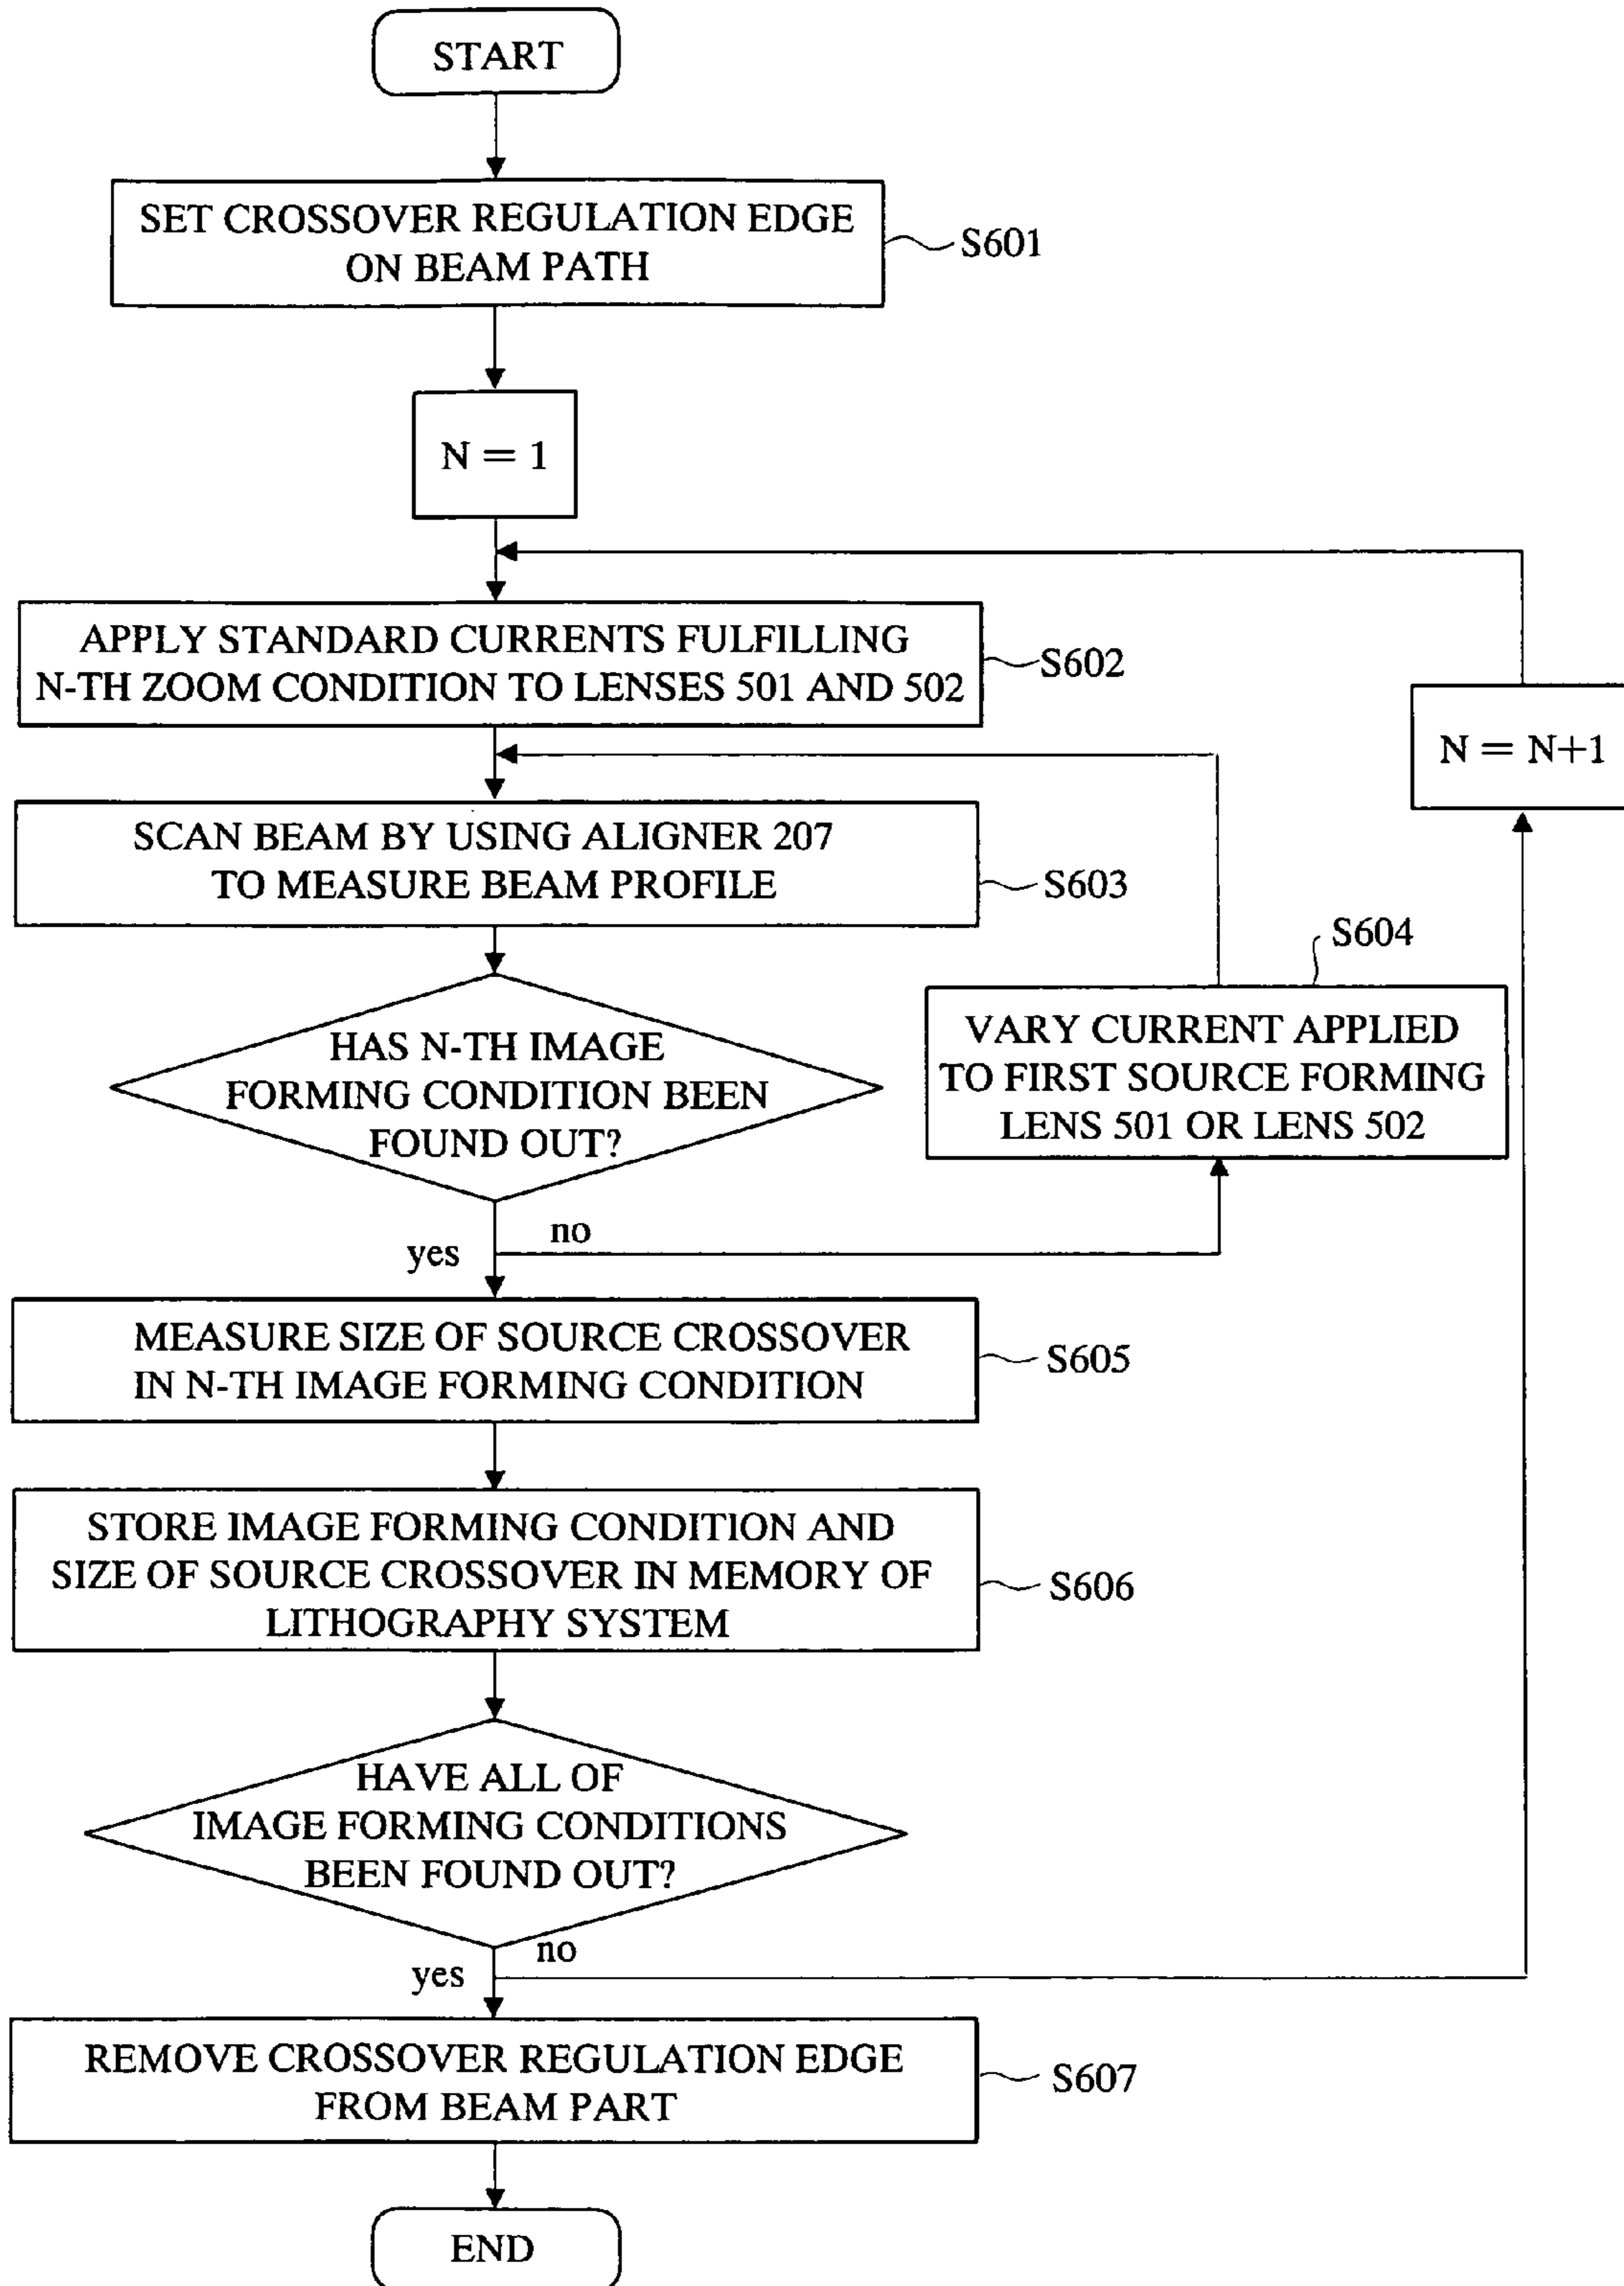 START
SET CROSSOVER REGULATION EDGE
ON BEAM PATH
S601
N = 1
APPLY STANDARD CURRENTS FULFILLING
N-TH ZOOM CONDITION TO LENSES 501 AND 502
S602
N = N+1
SCAN BEAM BY USING ALIGNER 207
TO MEASURE BEAM PROFILE
S603
S604
VARY CURRENT APPLIED
TO FIRST SOURCE FORMING
LENS 501 OR LENS 502
HAS N-TH IMAGE
FORMING CONDITION BEEN
FOUND OUT?
no
yes
MEASURE SIZE OF SOURCE CROSSOVER
IN N-TH IMAGE FORMING CONDITION
S605
STORE IMAGE FORMING CONDITION AND
SIZE OF SOURCE CROSSOVER IN MEMORY OF
LITHOGRAPHY SYSTEM
S606
HAVE ALL OF
IMAGE FORMING CONDITIONS
BEEN FOUND OUT?
no
yes
REMOVE CROSSOVER REGULATION EDGE
FROM BEAM PART
S607
END